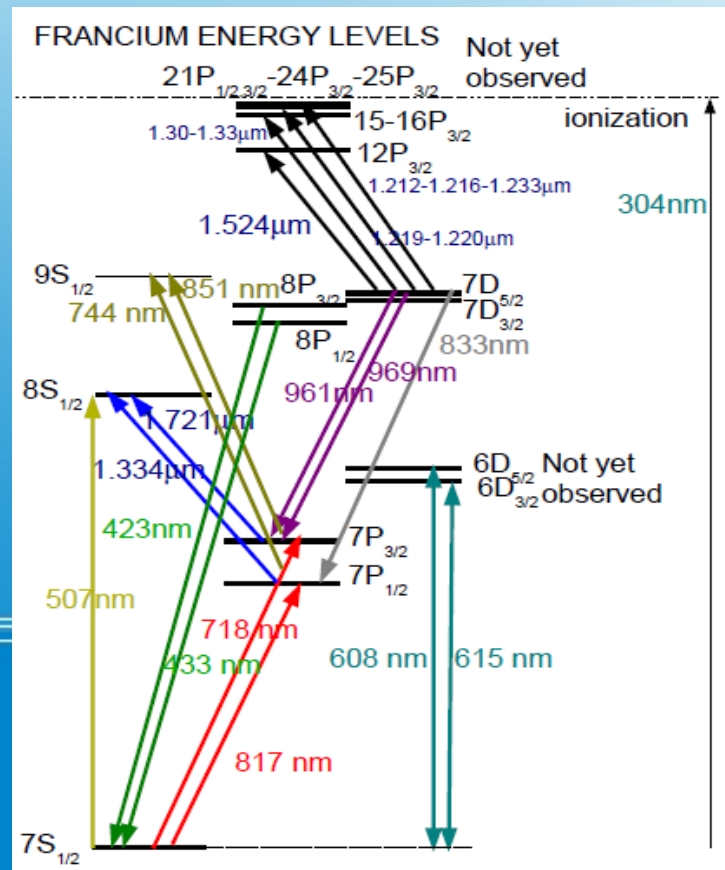 FRANCIUM ENERGY LEVELS
Not yet
observed
21P1/2,3/2 -24P3/2 -25P3/2
ionization
15-16P3/2
1.30-1.33μm
12P3/2
1.212-1.216-1.233μm
304nm
1.524μm
1.219-1.220μm
9S1/2
851 nm
8P3/2
7D5/2
744 nm
7D3/2
8P1/2
833nm
969nm
961nm
8S1/2
1.721μm
1.334μm
6D5/2 Not yet
6D3/2 observed
423nm
7P3/2
7P1/2
507nm
718 nm
433 nm
608 nm
615 nm
817 nm
7S1/2